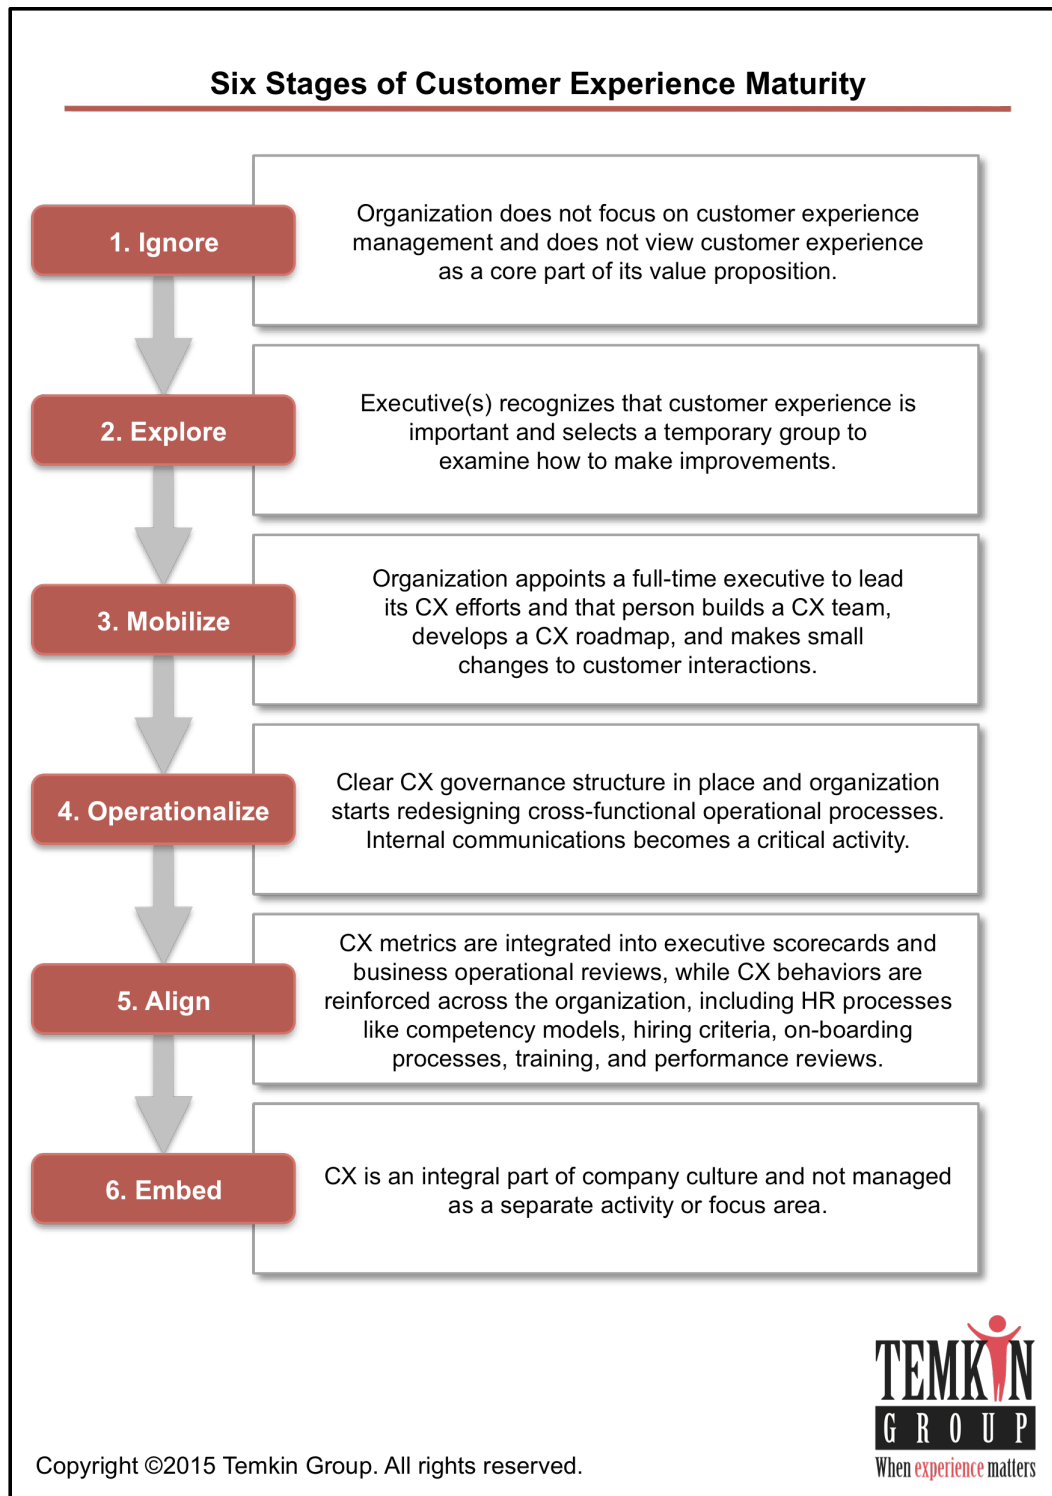 Six Stages of Customer Experience Maturity
1. Ignore
Organization does not focus on customer experience
management and does not view customer experience
as a core part of its value proposition.
2. Explore
Executive(s) recognizes that customer experience is
important and selects a temporary group to
examine how to make improvements.
3. Mobilize
Organization appoints a full-time executive to lead
its CX efforts and that person builds a CX team,
develops a CX roadmap, and makes small
changes to customer interactions.
4. Operationalize
Clear CX governance structure in place and organization
starts redesigning cross-functional operational processes.
Internal communications becomes a critical activity.
5. Align
CX metrics are integrated into executive scorecards and
business operational reviews, while CX behaviors are
reinforced across the organization, including HR processes
like competency models, hiring criteria, on-boarding
processes, training, and performance reviews.
6. Embed
CX is an integral part of company culture and not managed
as a separate activity or focus area.
TEMKIN
GROUP
When experience matters
Copyright ©2015 Temkin Group. All rights reserved.